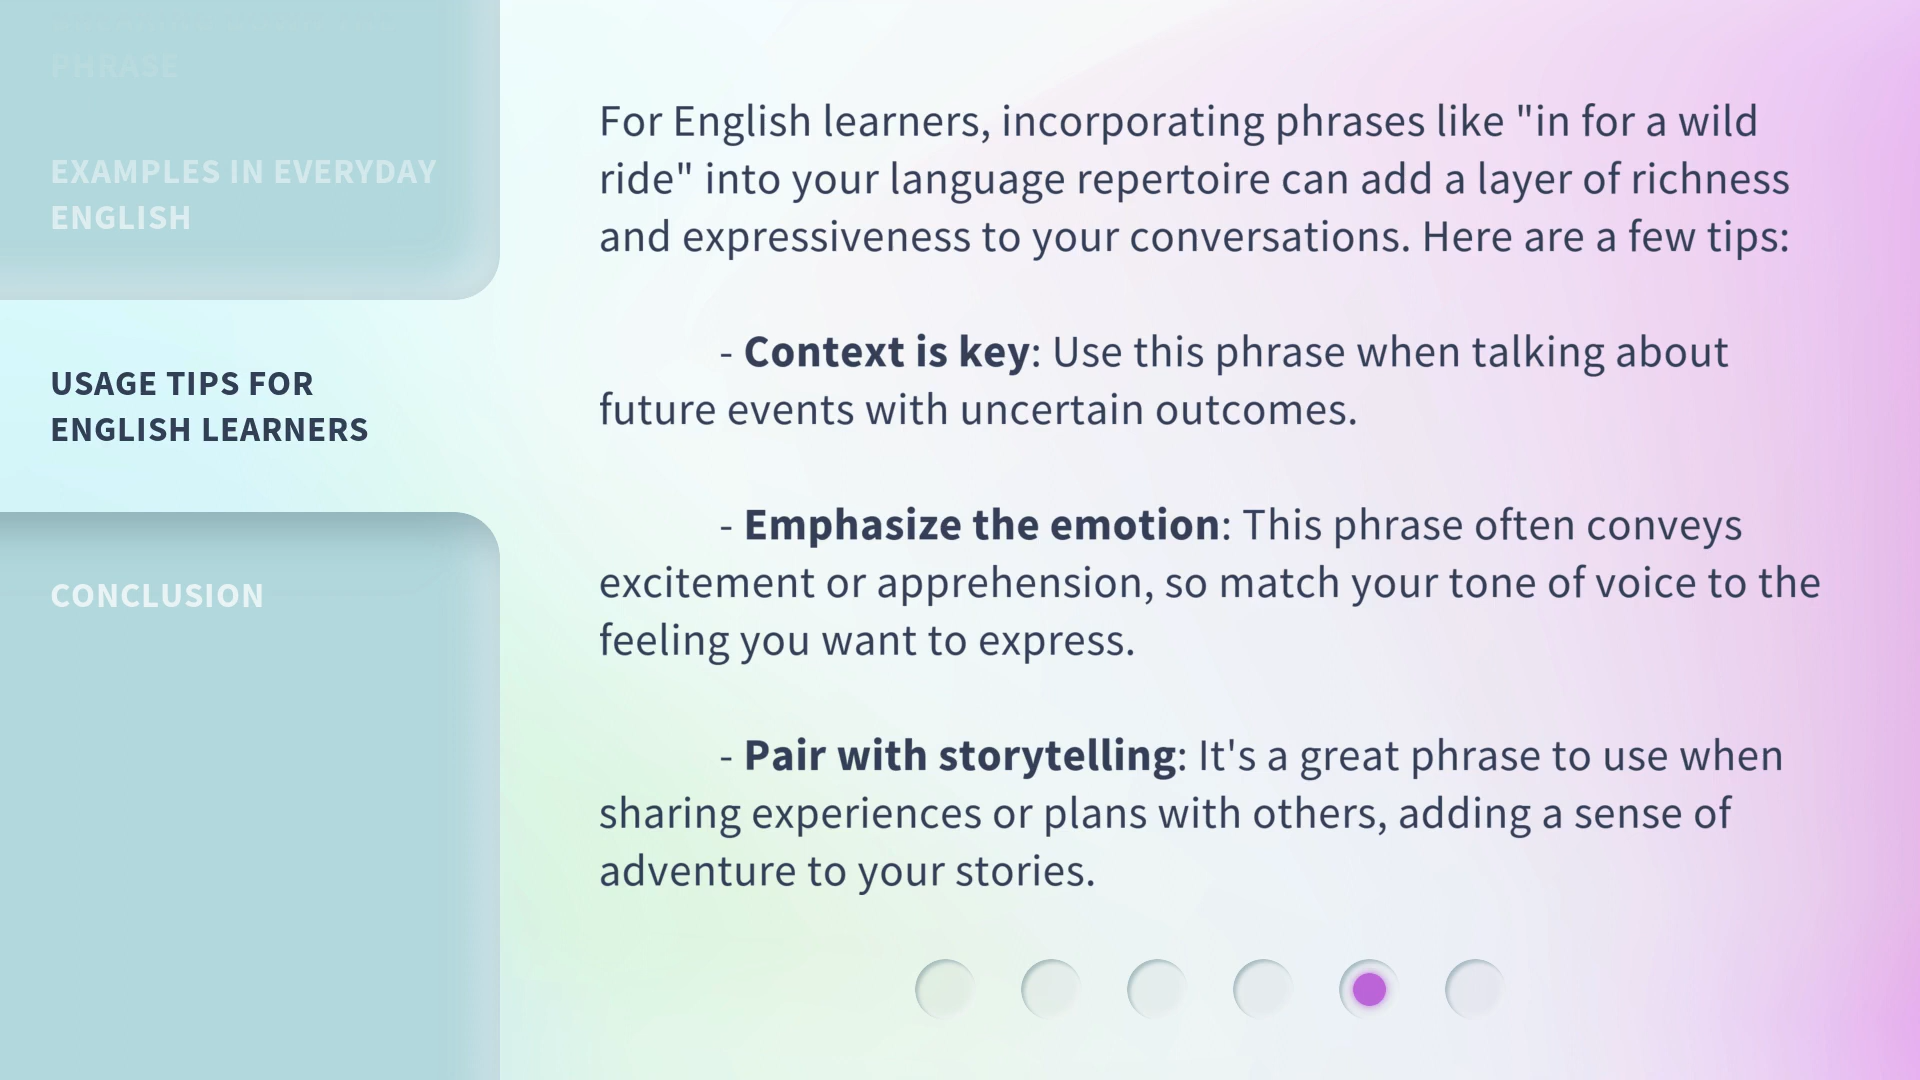 PHRASE
EXAMPLES IN EVERYDAY
ENGLISH
USAGE TIPS FOR
ENGLISH LEARNERS
CONCLUSION
For English learners, incorporating phrases like "in for a wild
ride" into your language repertoire can add a layer of richness
and expressiveness to your conversations. Here are a few tips:
- Context is key: Use this phrase when talking about
future events with uncertain outcomes.
- Emphasize the emotion: This phrase often conveys
excitement or apprehension, so match your tone of voice to the
feeling you want to express.
- Pair with storytelling: It's a great phrase to use when
sharing experiences or plans with others, adding a sense of
adventure to your stories.